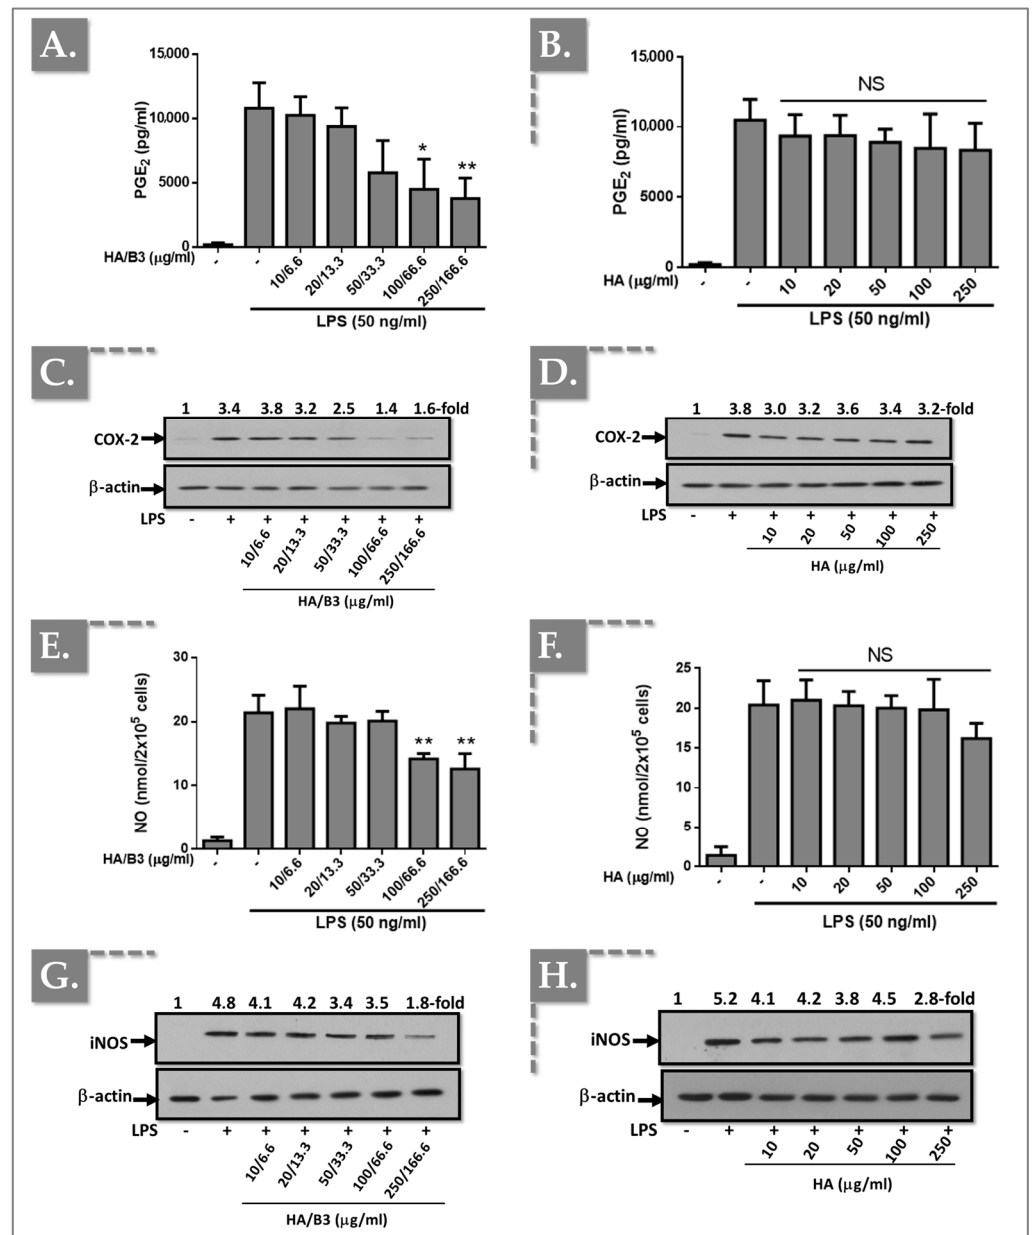 A.
15,000
10,000
5000
0
PGE2 (pg/ml)
* **
HA/B3 (μg/ml)
- - 10/6.6 20/13.3 50/33.3 100/66.6 250/166.6
LPS (50 ng/ml)
B.
15,000
10,000
5000
0
PGE2 (pg/ml)
NS
HA (μg/ml)
- - 10 20 50 100 250
LPS (50 ng/ml)
C.
1 3.4 3.8 3.2 2.5 1.4 1.6-fold
COX-2
β-actin
LPS - + + + + + +
10/6.6 20/13.3 50/33.3 100/66.6 250/166.6
HA/B3 (μg/ml)
D.
1 3.8 3.0 3.2 3.6 3.4 3.2-fold
COX-2
β-actin
LPS - + + + + + +
10 20 50 100 250
HA (μg/ml)
E.
30
20
10
0
NO (nmol/2x10⁵ cells)
** **
HA/B3 (μg/ml)
- - 10/6.6 20/13.3 50/33.3 100/66.6 250/166.6
LPS (50 ng/ml)
F.
25
20
15
10
5
0
NO (nmol/2x10⁵ cells)
NS
HA (μg/ml)
- - 10 20 50 100 250
LPS (50 ng/ml)
G.
1 4.8 4.1 4.2 3.4 3.5 1.8-fold
iNOS
β-actin
LPS - + + + + + +
10/6.6 20/13.3 50/33.3 100/66.6 250/166.6
HA/B3 (μg/ml)
H.
1 5.2 4.1 4.2 3.8 4.5 2.8-fold
iNOS
β-actin
LPS - + + + + + +
10 20 50 100 250
HA (μg/ml)